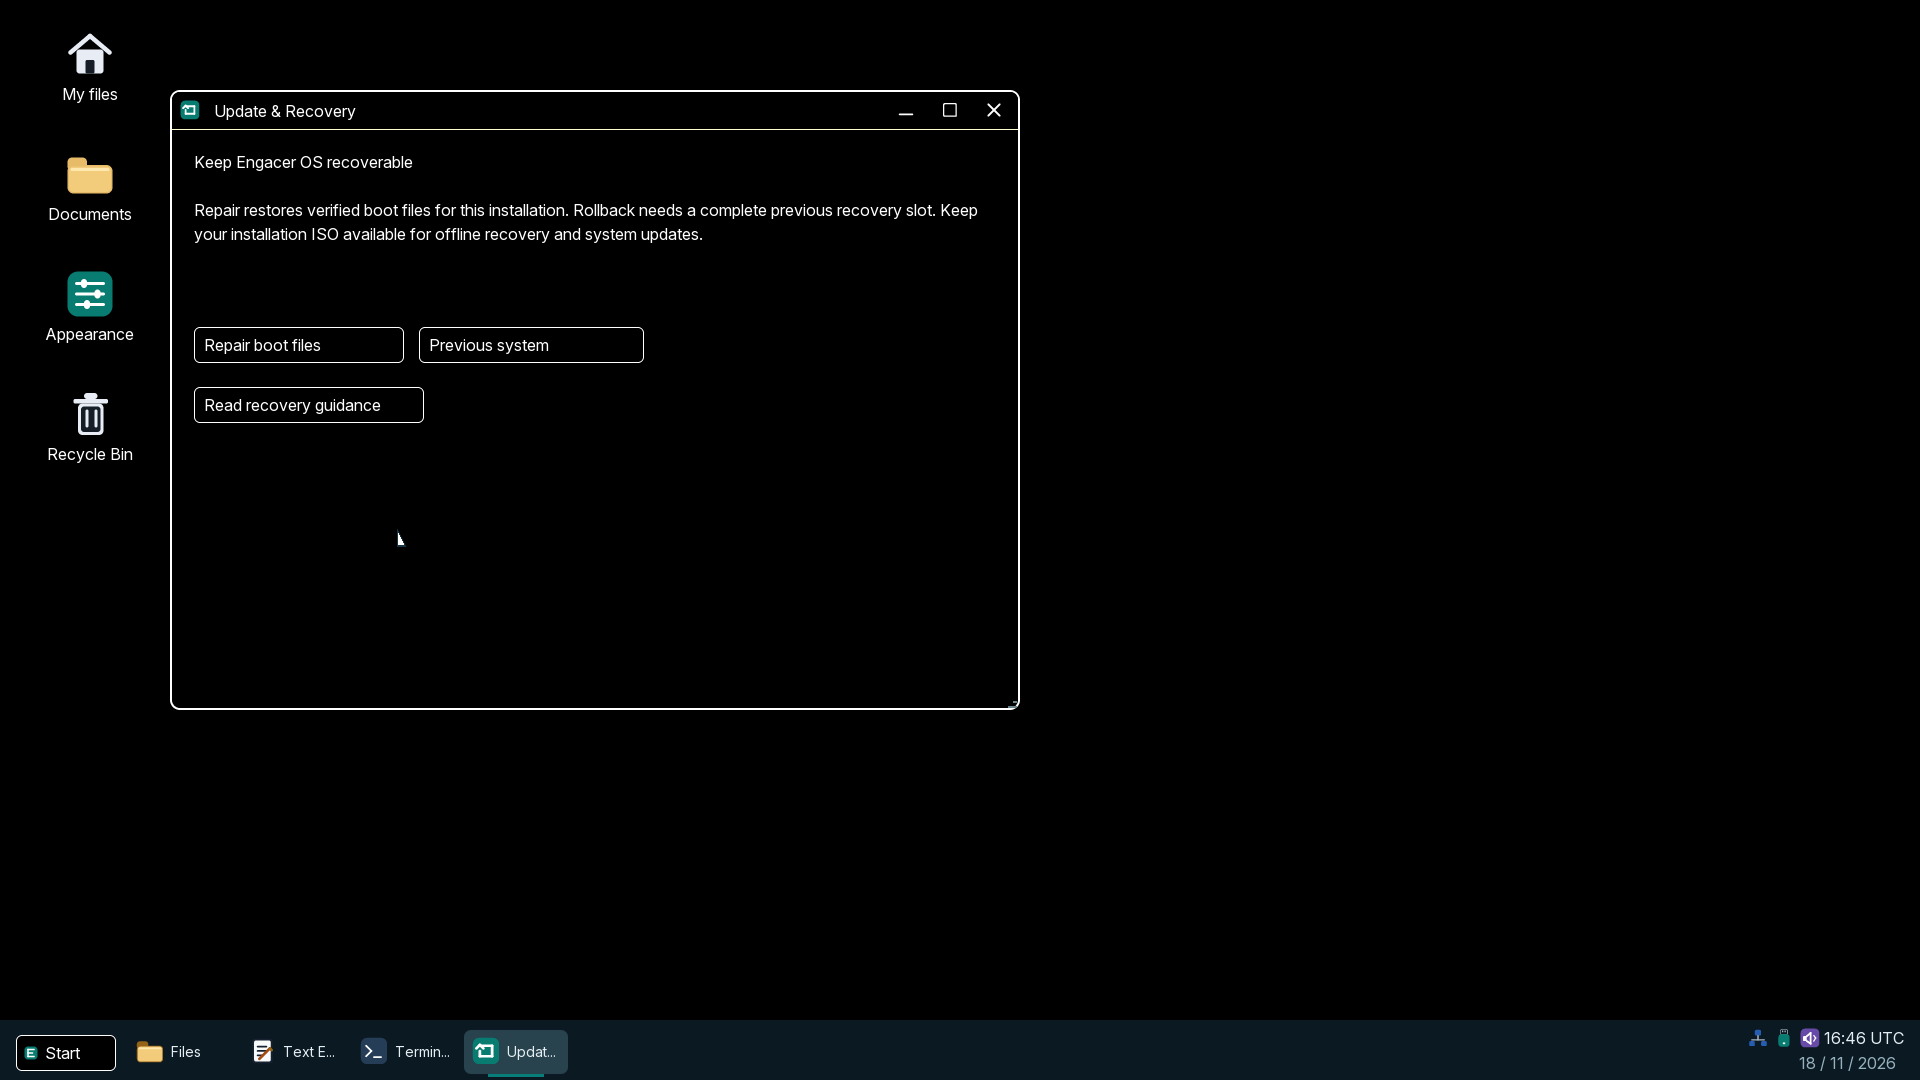 My files
Documents
Appearance
Recycle Bin
Update & Recovery
Keep Engacer OS recoverable
Repair restores verified boot files for this installation. Rollback needs a complete previous recovery slot. Keep
your installation ISO available for offline recovery and system updates.
Repair boot files
Previous system
Read recovery guidance
Start
Files
Text E...
Termin...
Updat...
16:46 UTC
18 / 11 / 2026